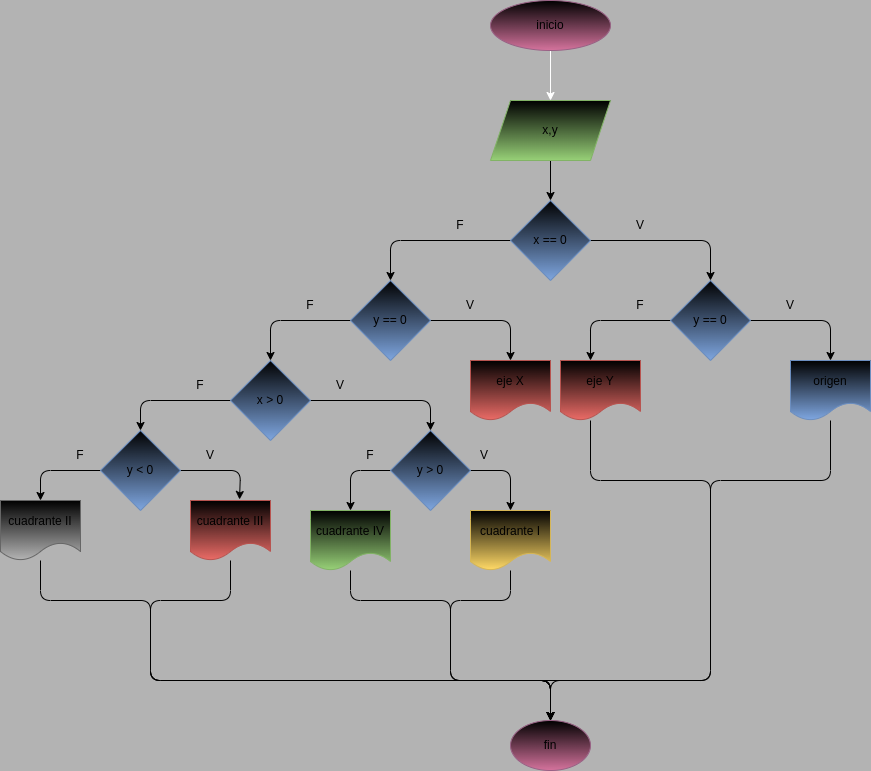 inicio
x,y
F
V
x == 0
F
V
F
V
y == 0
y == 0
F
V
eje X
eje Y
origen
x > 0
F
V
F
V
y < 0
y > 0
cuadrante II
cuadrante III
cuadrante IV
cuadrante I
fin